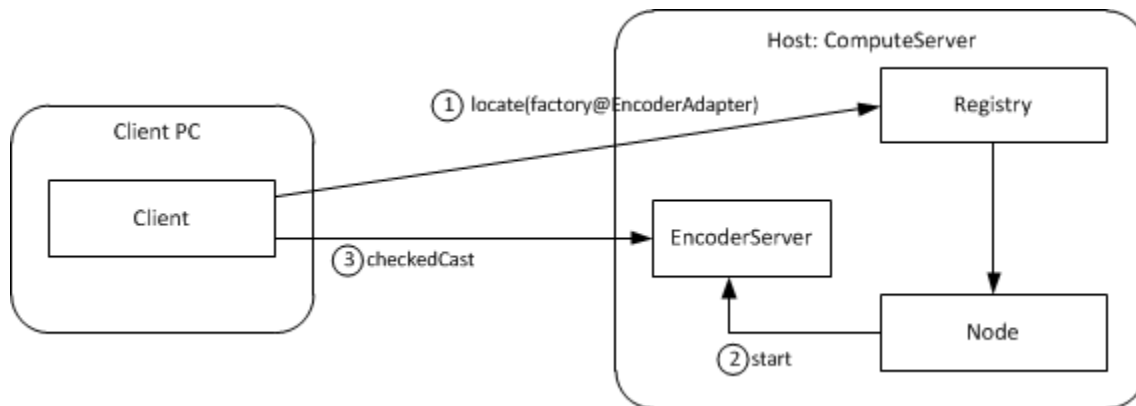 Host: ComputeServer
1 locate(factory@EncoderAdapter)
Registry
Client PC
Client
EncoderServer
3 checkedCast
Node
2 start